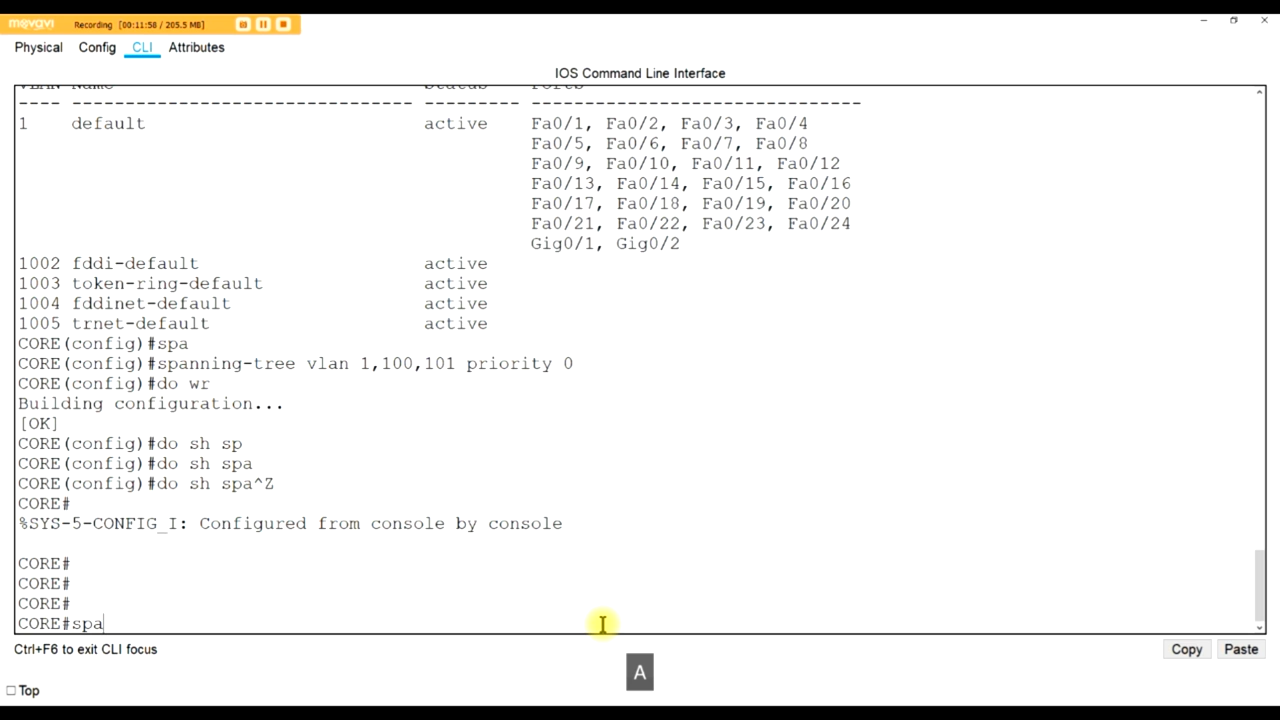 movavi Recording [00:11:58 / 205.5 MB]
Physical Config CLI Attributes
IOS Command Line Interface
VLAN Name Status Ports
---- -------------------------------- --------- -------------------------------
1 default active Fa0/1, Fa0/2, Fa0/3, Fa0/4
Fa0/5, Fa0/6, Fa0/7, Fa0/8
Fa0/9, Fa0/10, Fa0/11, Fa0/12
Fa0/13, Fa0/14, Fa0/15, Fa0/16
Fa0/17, Fa0/18, Fa0/19, Fa0/20
Fa0/21, Fa0/22, Fa0/23, Fa0/24
Gig0/1, Gig0/2
1002 fddi-default active
1003 token-ring-default active
1004 fddinet-default active
1005 trnet-default active
CORE(config)#spa
CORE(config)#spanning-tree vlan 1,100,101 priority 0
CORE(config)#do wr
Building configuration...
[OK]
CORE(config)#do sh sp
CORE(config)#do sh spa
CORE(config)#do sh spa^Z
CORE#
%SYS-5-CONFIG_I: Configured from console by console
CORE#
CORE#
CORE#
CORE#spa
Ctrl+F6 to exit CLI focus
Copy Paste
A
Top